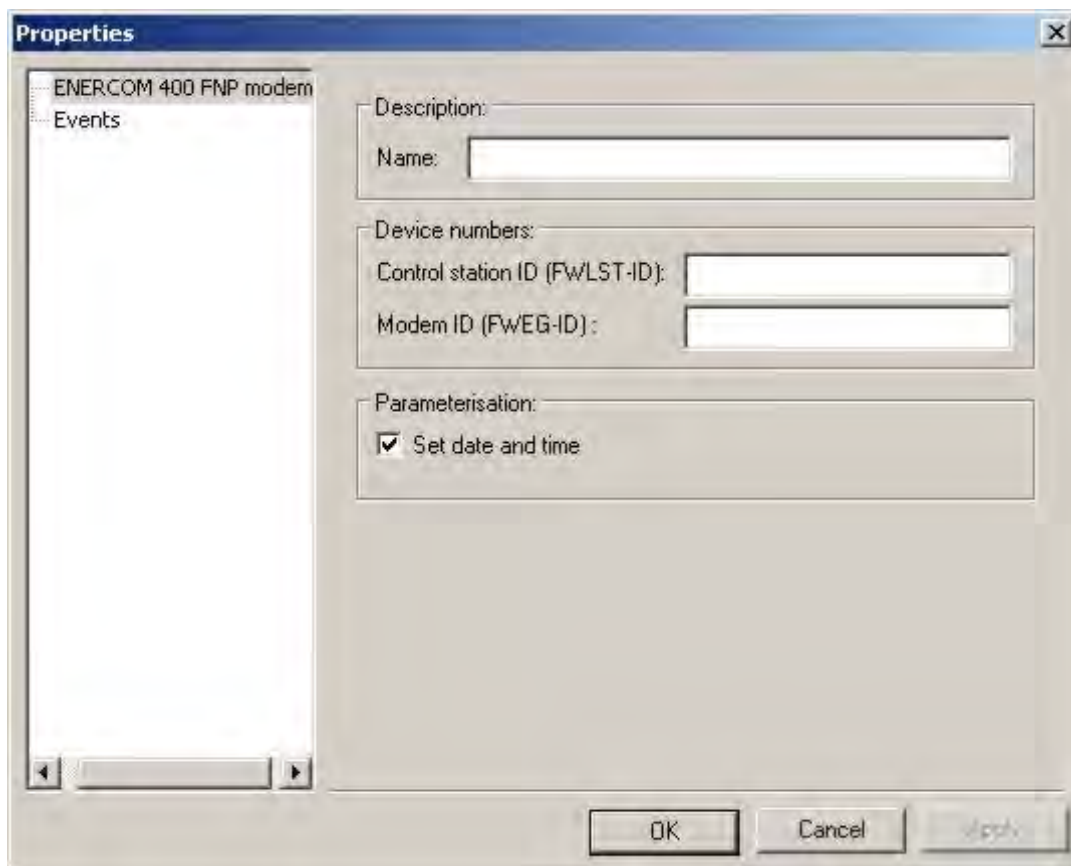 Properties
ENERCOM 400 FNP modem
Events
Description:
Name:
Device numbers:
Control station ID (FWLST-ID):
Modem ID (FWEG-ID) :
Parameterisation:
Set date and time
OK
Cancel
Apply